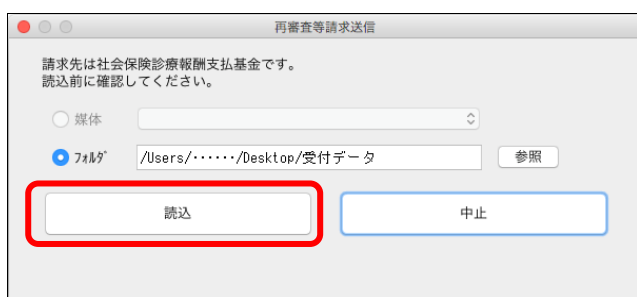 再審査等請求送信
請求先は社会保険診療報酬支払基金です。
読込前に確認してください。
媒体
フォルダ /Users/‥‥‥/Desktop/受付データ 参照
読込 中止